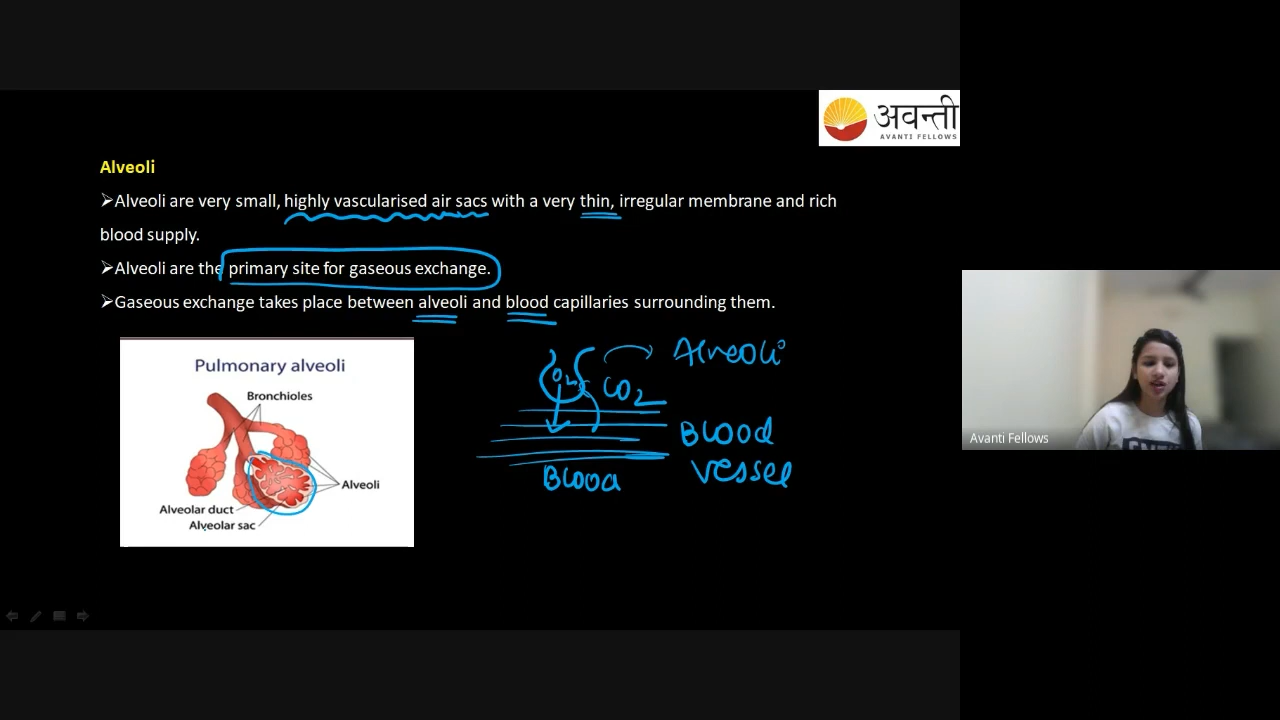 अवन्ती
AVANTI FELLOWS
Alveoli
➢Alveoli are very small, highly vascularised air sacs with a very thin, irregular membrane and rich
blood supply.
➢Alveoli are the primary site for gaseous exchange.
➢Gaseous exchange takes place between alveoli and blood capillaries surrounding them.
Pulmonary alveoli
Bronchioles
Alveoli
Alveolar duct
Alveolar sac
Alveoli
O2
CO2
Blood
vessel
Blood
Avanti Fellows